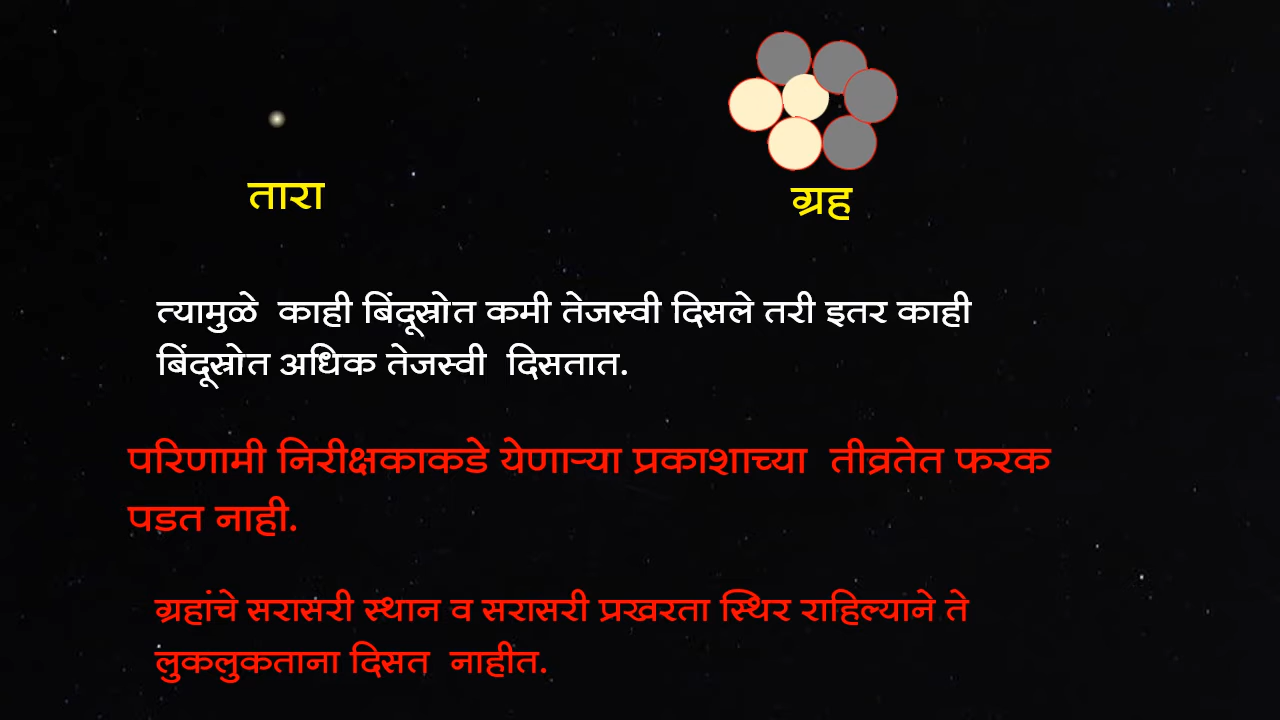 तारा
ग्रह
त्यामुळे काही बिंदूस्रोत कमी तेजस्वी दिसले तरी इतर काही
बिंदूस्रोत अधिक तेजस्वी दिसतात.
परिणामी निरीक्षकाकडे येणाऱ्या प्रकाशाच्या तीव्रतेत फरक
पडत नाही.
ग्रहांचे सरासरी स्थान व सरासरी प्रखरता स्थिर राहिल्याने ते
लुकलुकताना दिसत नाहीत.